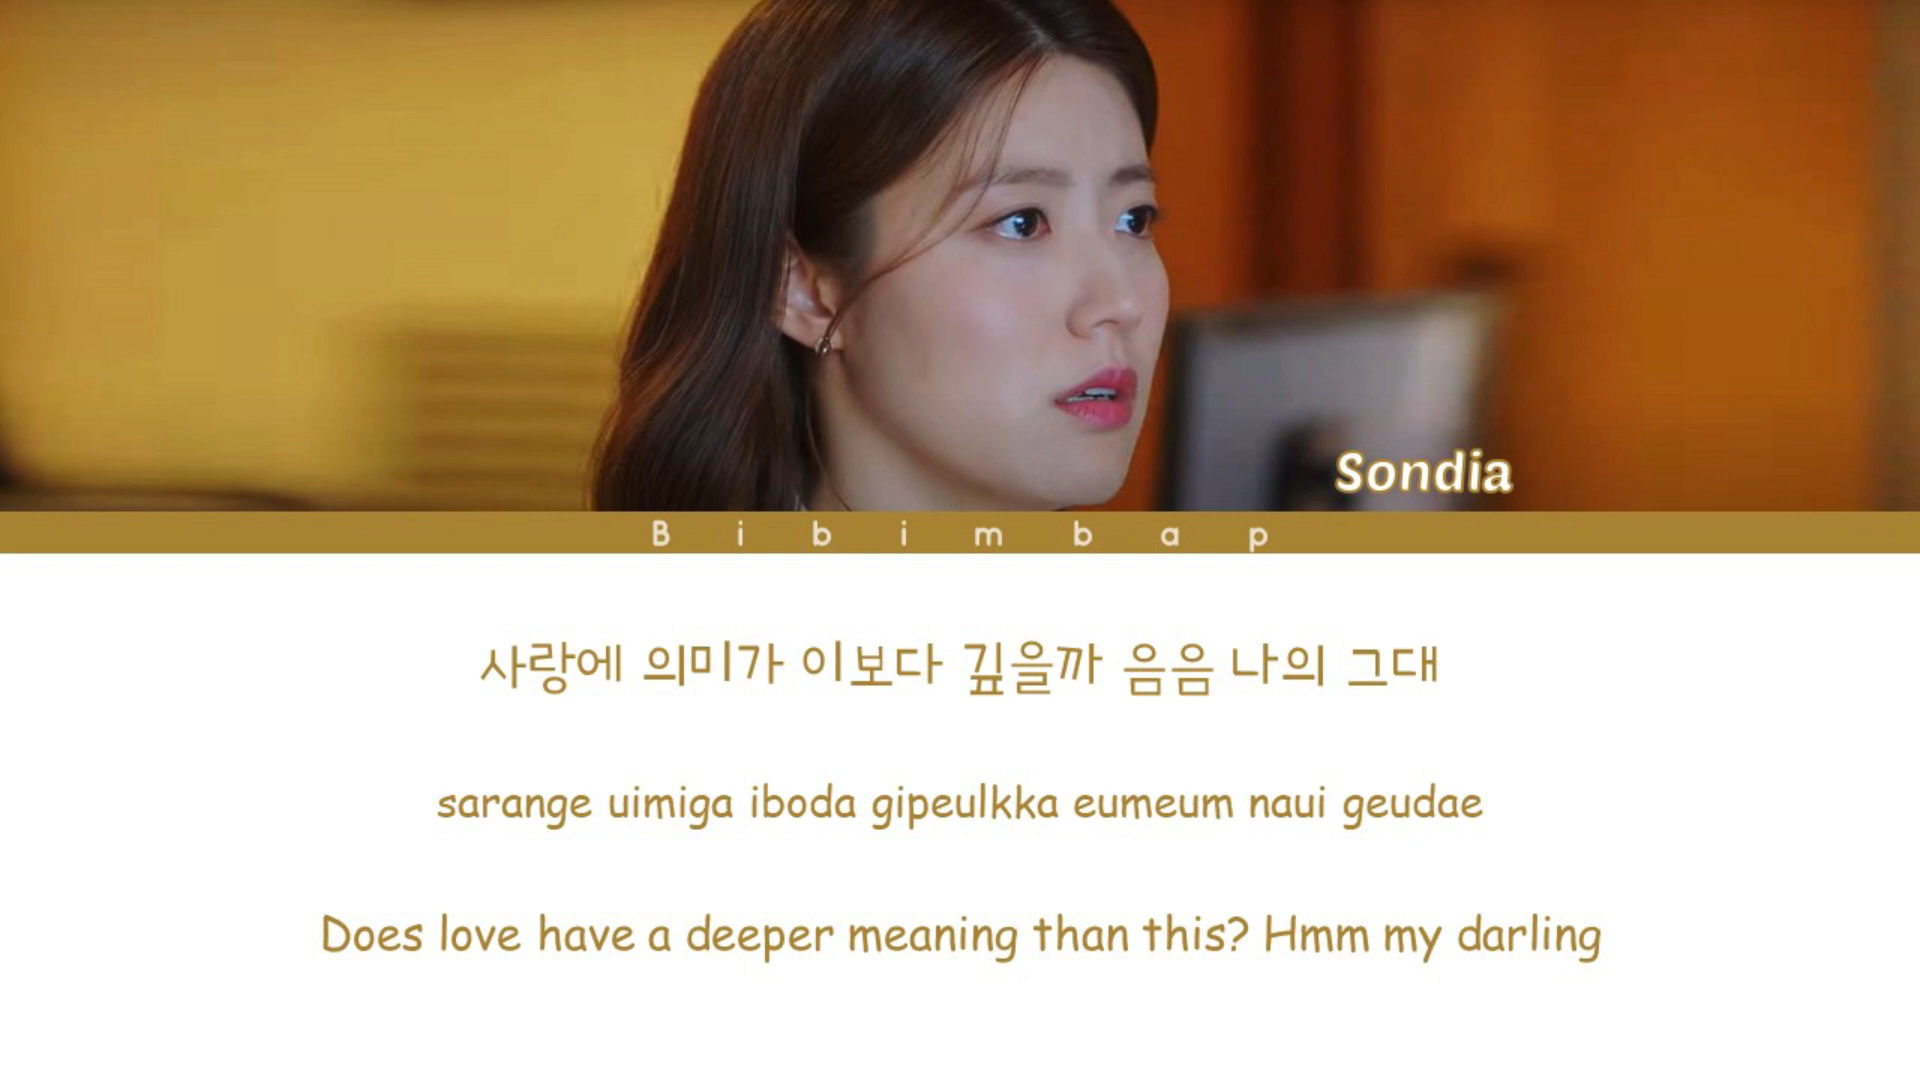 Sondia
Bibimbap
사랑에 의미가 이보다 깊을까 음음 나의 그대
sarange uimiga iboda gipeulkka eumeum naui geudae
Does love have a deeper meaning than this? Hmm my darling